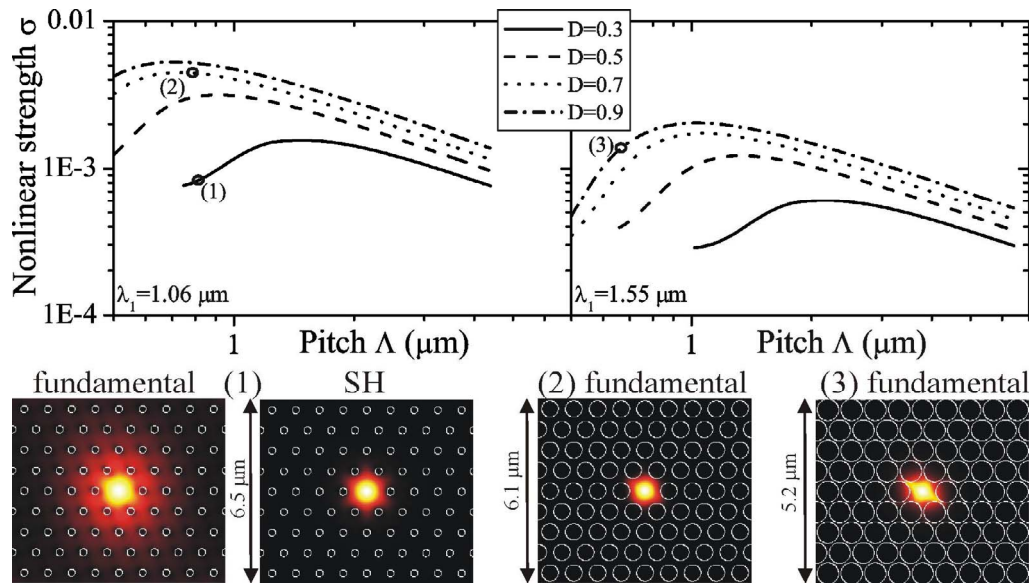 0.01
1E-3
1E-4
Nonlinear strength σ
D=0.3
D=0.5
D=0.7
D=0.9
(2)
(1)
(3)
λ1=1.06 μm
λ1=1.55 μm
1
1
Pitch Λ (μm)
Pitch Λ (μm)
fundamental (1) SH
(2) fundamental
(3) fundamental
6.5 μm
6.1 μm
5.2 μm